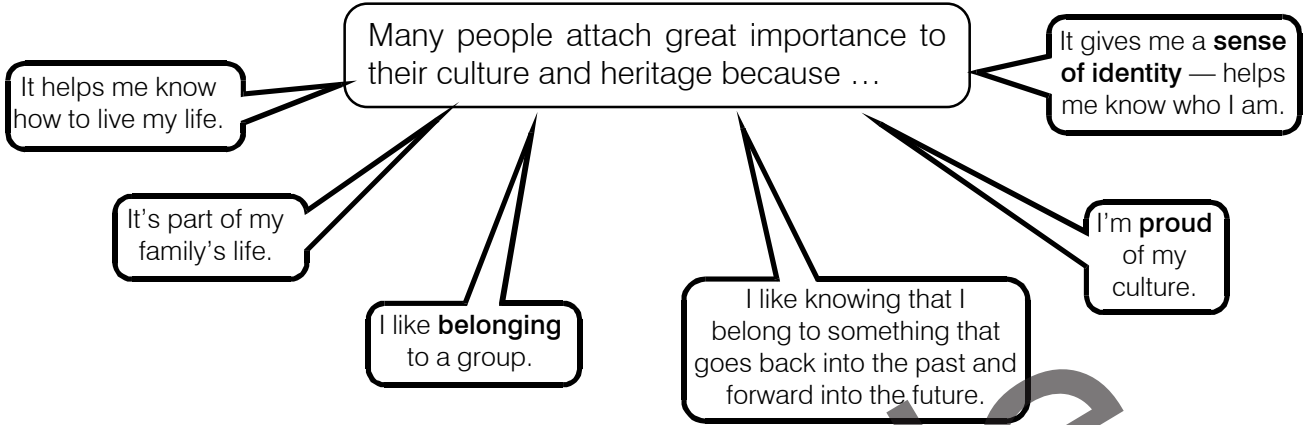 Many people attach great importance to
their culture and heritage because …
It helps me know
how to live my life.
It's part of my
family's life.
I like belonging
to a group.
I like knowing that I
belong to something that
goes back into the past and
forward into the future.
I'm proud
of my
culture.
It gives me a sense
of identity — helps
me know who I am.